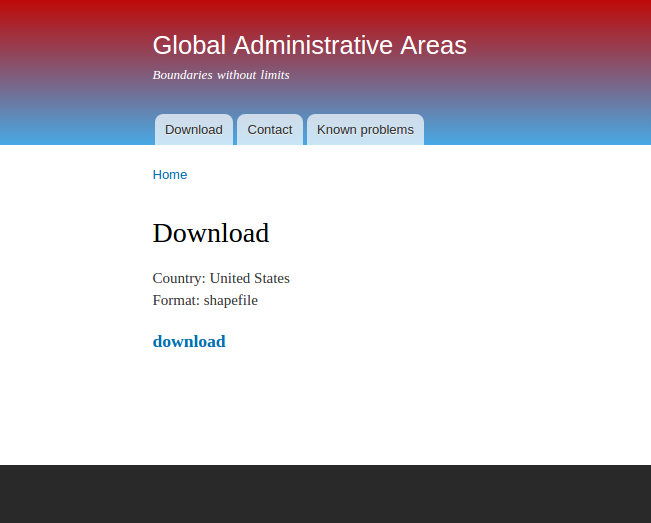 Global Administrative Areas
Boundaries without limits
Download Contact Known problems
Home
Download
Country: United States
Format: shapefile
download